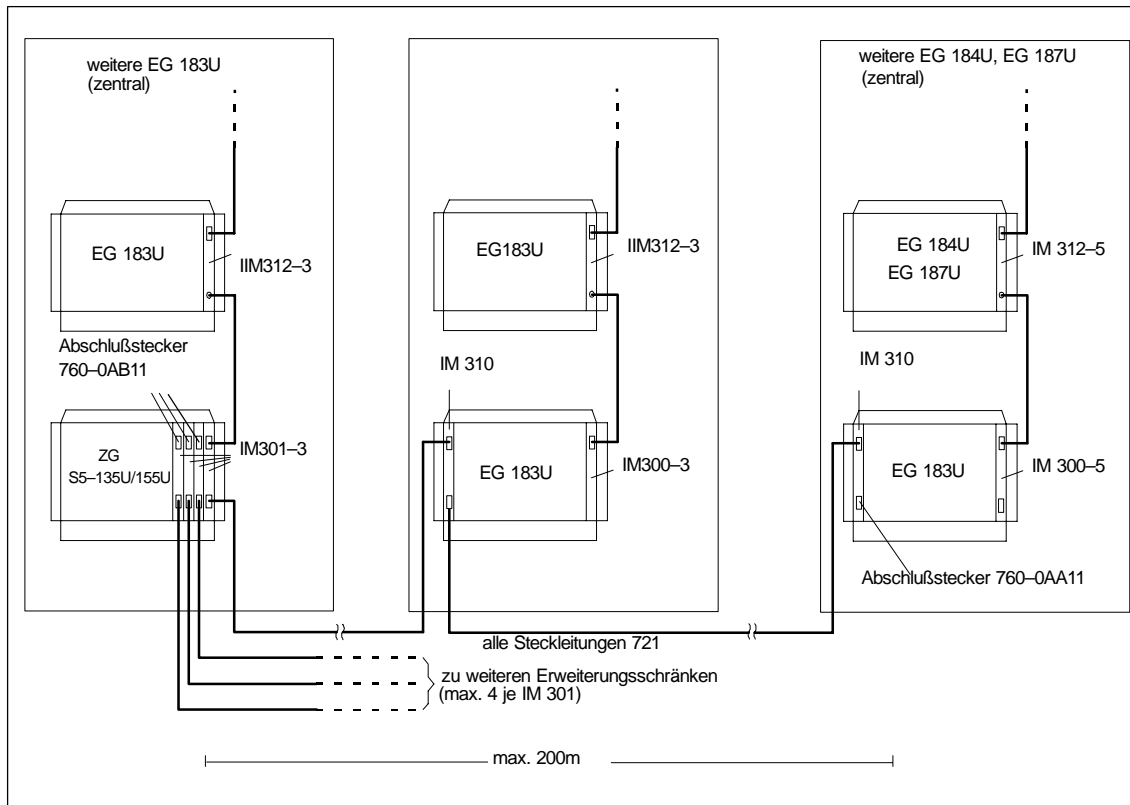 weitere EG 183U
(zentral)
EG 183U
IIM312–3
Abschlußstecker
760–0AB11
ZG
S5–135U/155U
IM301–3
EG183U
IIM312–3
IM 310
EG 183U
IM300–3
weitere EG 184U, EG 187U
(zentral)
EG 184U
EG 187U
IM 312–5
IM 310
EG 183U
IM 300–5
Abschlußstecker 760–0AA11
alle Steckleitungen 721
zu weiteren Erweiterungsschränken
(max. 4 je IM 301)
max. 200m